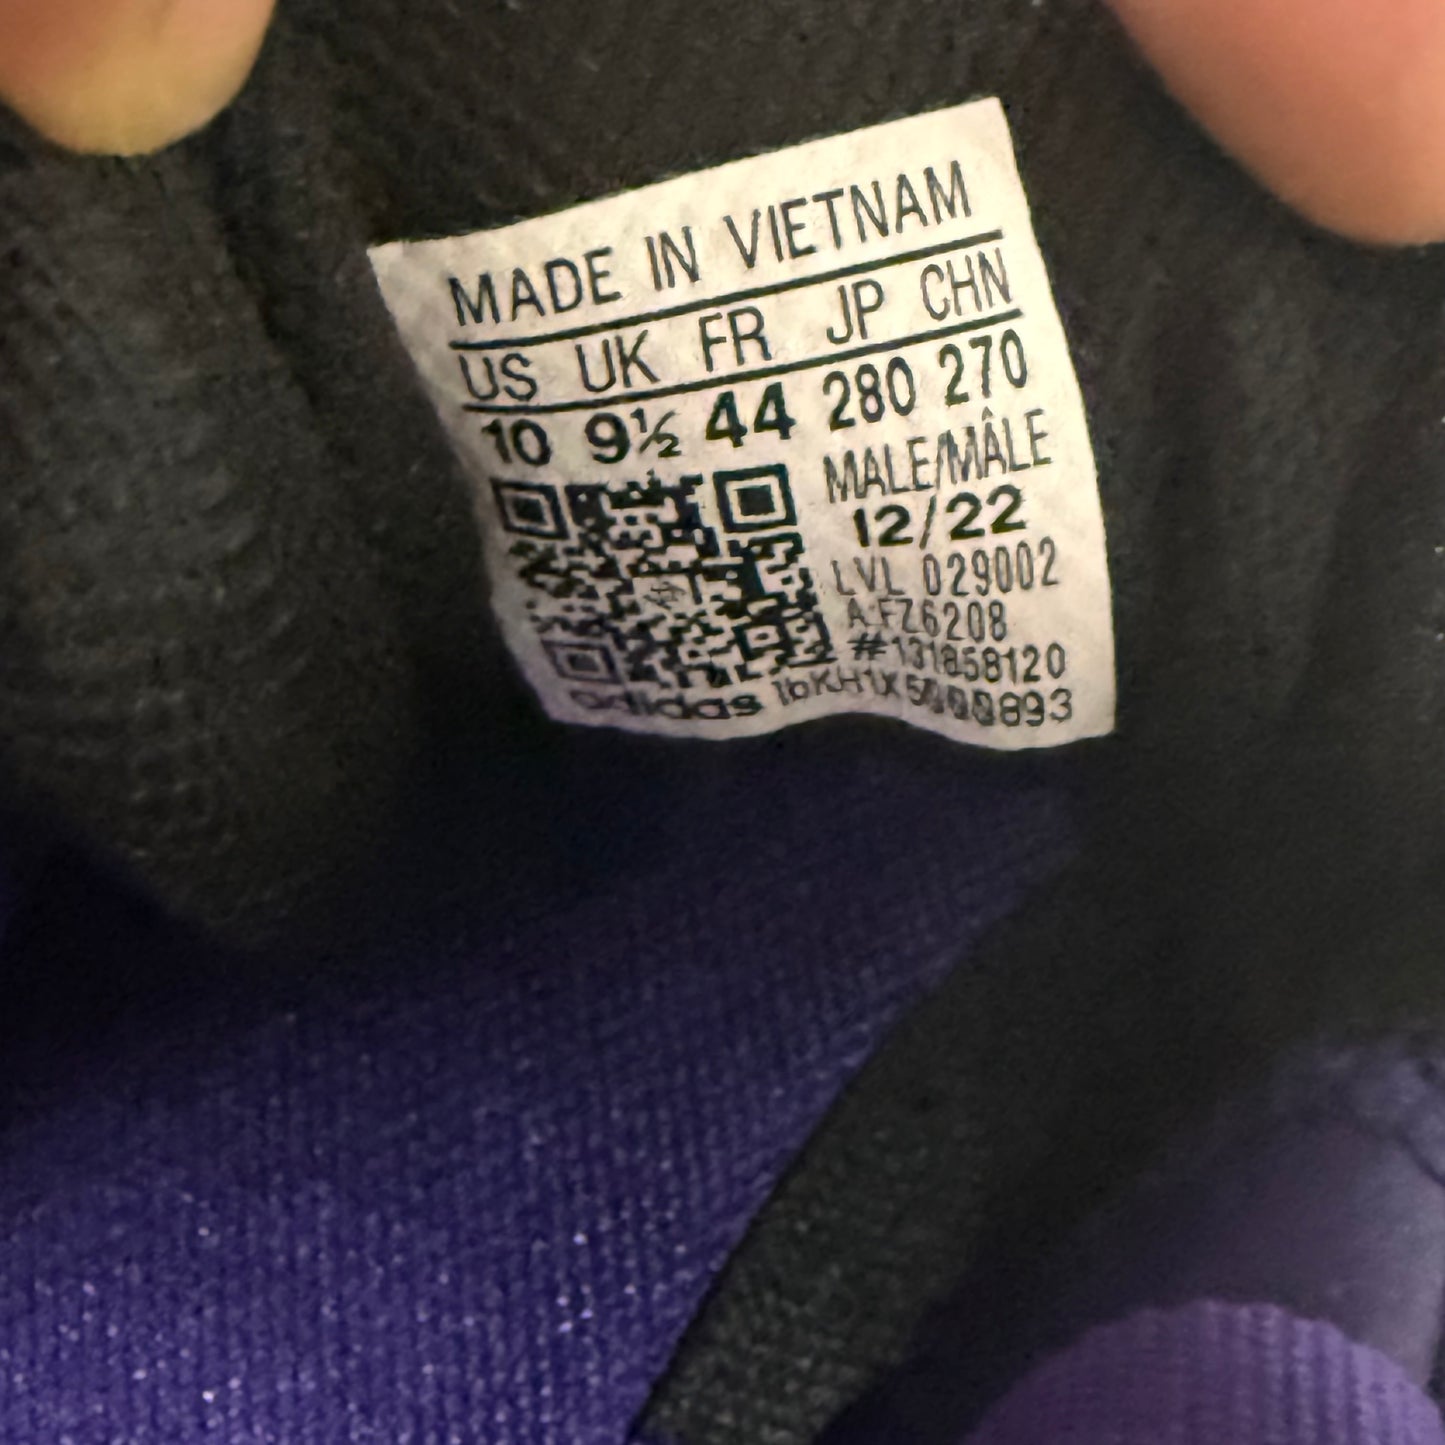 MADE IN VIETNAM
US UK FR JP CHN
10 9½ 44 280 270
MALE/MÂLE
12/22
LVL 029002
A:FZ6208
#131858120
adidas